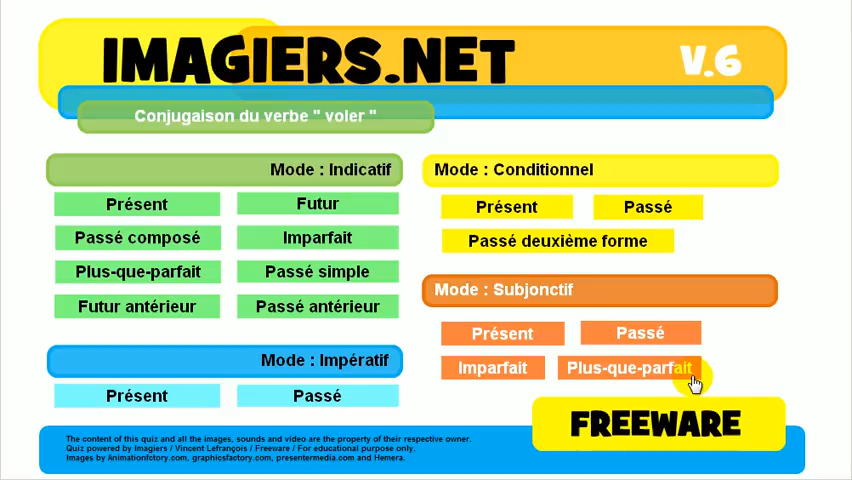 IMAGIERS.NET
V.6
Conjugaison du verbe " voler "
Mode : Indicatif
Présent
Futur
Passé composé
Imparfait
Plus-que-parfait
Passé simple
Futur antérieur
Passé antérieur
Mode : Impératif
Présent
Passé
Mode : Conditionnel
Présent
Passé
Passé deuxième forme
Mode : Subjonctif
Présent
Passé
Imparfait
Plus-que-parfait
FREEWARE
The content of this quiz and all the images, sounds and video are the property of their respective owner.
Quiz powered by Imagiers / Vincent Lefrançois / Freeware / For educational purpose only.
Images by Animationfctory.com, graphicsfactory.com, presentermedia.com and Hemera.